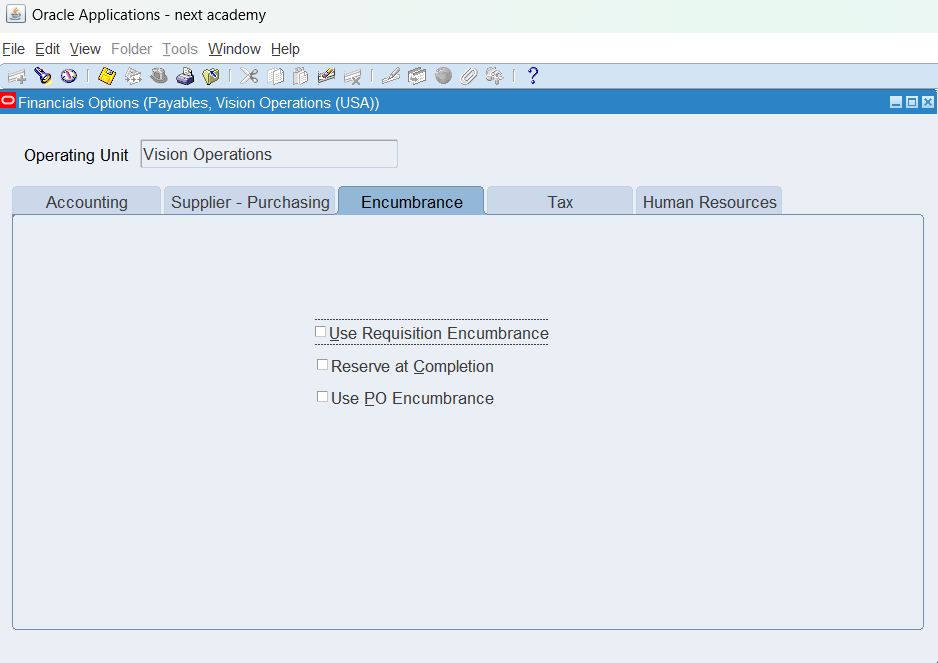 Oracle Applications - next academy
File Edit View Folder Tools Window Help
?
Financials Options (Payables, Vision Operations (USA))
Operating Unit Vision Operations
Accounting Supplier - Purchasing Encumbrance Tax Human Resources
Use Requisition Encumbrance
Reserve at Completion
Use PO Encumbrance